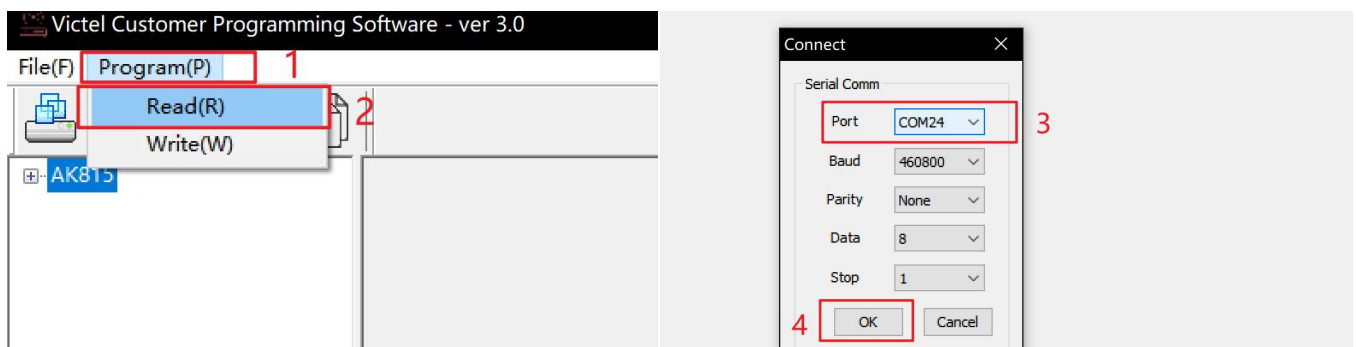 Victel Customer Programming Software - ver 3.0
File(F) Program(P) 1
Read(R) 2
Write(W)
AK815
Connect
Serial Comm
Port COM24 3
Baud 460800
Parity None
Data 8
Stop 1
4 OK Cancel